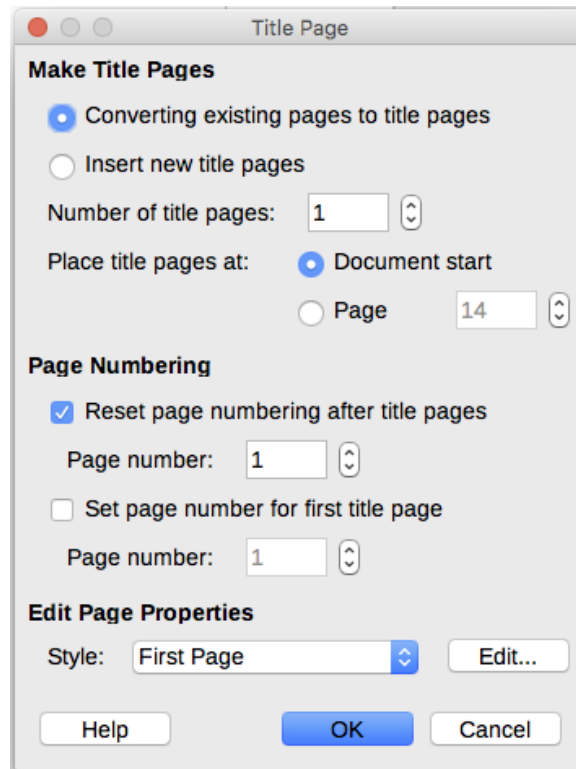 Title Page
Make Title Pages
Converting existing pages to title pages
Insert new title pages
Number of title pages: 1
Place title pages at: Document start
Page 14
Page Numbering
Reset page numbering after title pages
Page number: 1
Set page number for first title page
Page number: 1
Edit Page Properties
Style: First Page Edit...
Help OK Cancel